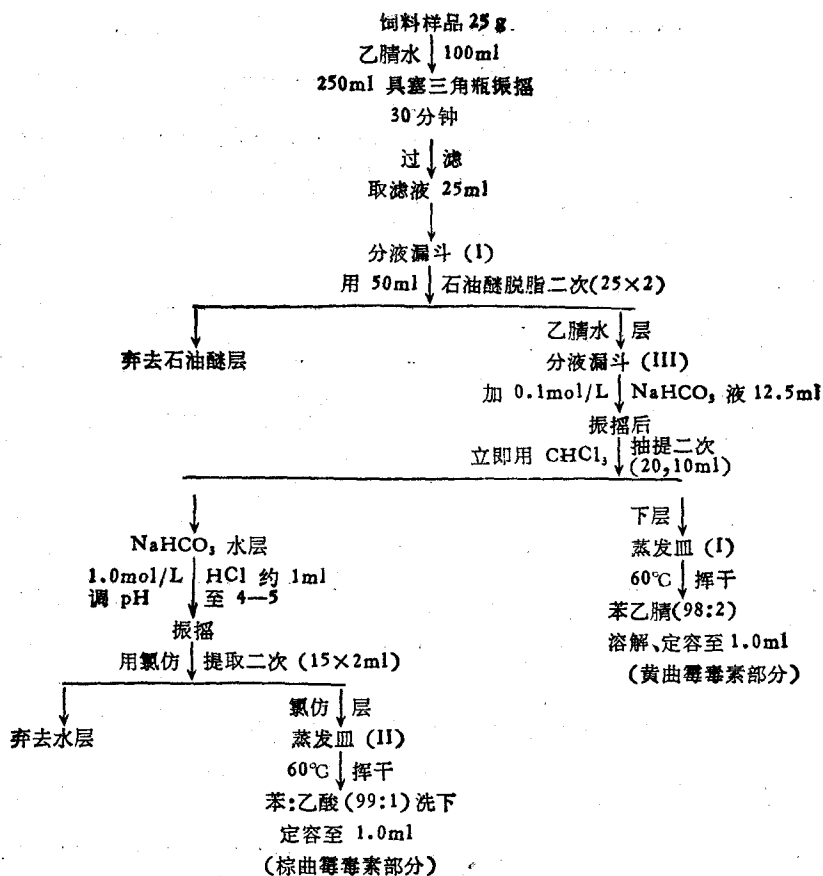 饲料样品 25 g
乙腈水 100ml
250ml 具塞三角瓶振摇
30分钟
过 滤
取滤液 25ml
分液漏斗 (I)
用 50ml 石油醚脱脂二次(25×2)
弃去石油醚层
乙腈水 层
分液漏斗 (III)
加 0.1mol/L NaHCO₃ 液 12.5ml
振摇后
立即用 CHCl₃ 抽提二次
(20,10ml)
NaHCO₃ 水层
1.0mol/L HCl 约 1ml
调 pH 至 4—5
振摇
用氯仿 提取二次 (15×2ml)
弃去水层
氯仿 层
蒸发皿 (II)
60℃ 挥干
苯:乙酸 (99:1) 洗下
定容至 1.0ml
(棕曲霉毒素部分)
下 层
蒸发皿 (I)
60℃ 挥干
苯乙腈(98:2)
溶解、定容至1.0ml
(黄曲霉毒素部分)